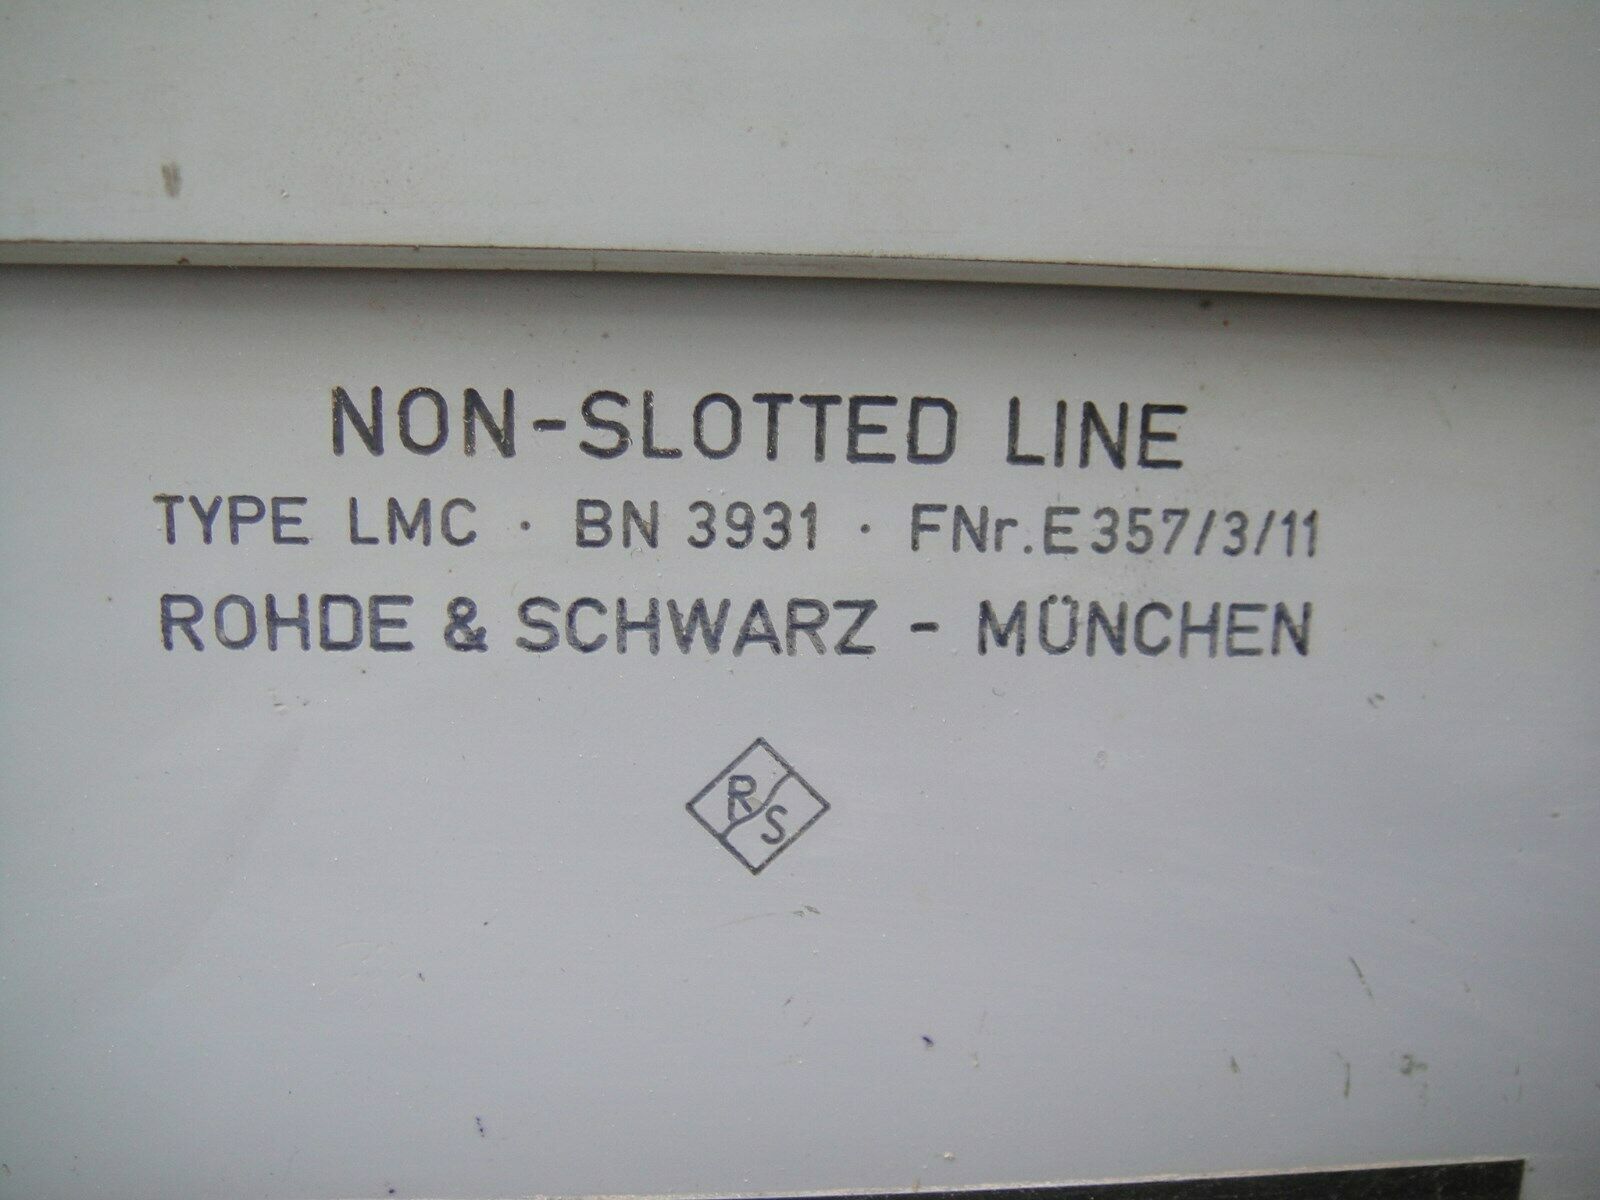 NON-SLOTTED LINE
TYPE LMC · BN 3931 · FNr. E 357/3/11
ROHDE & SCHWARZ - MÜNCHEN
R/S